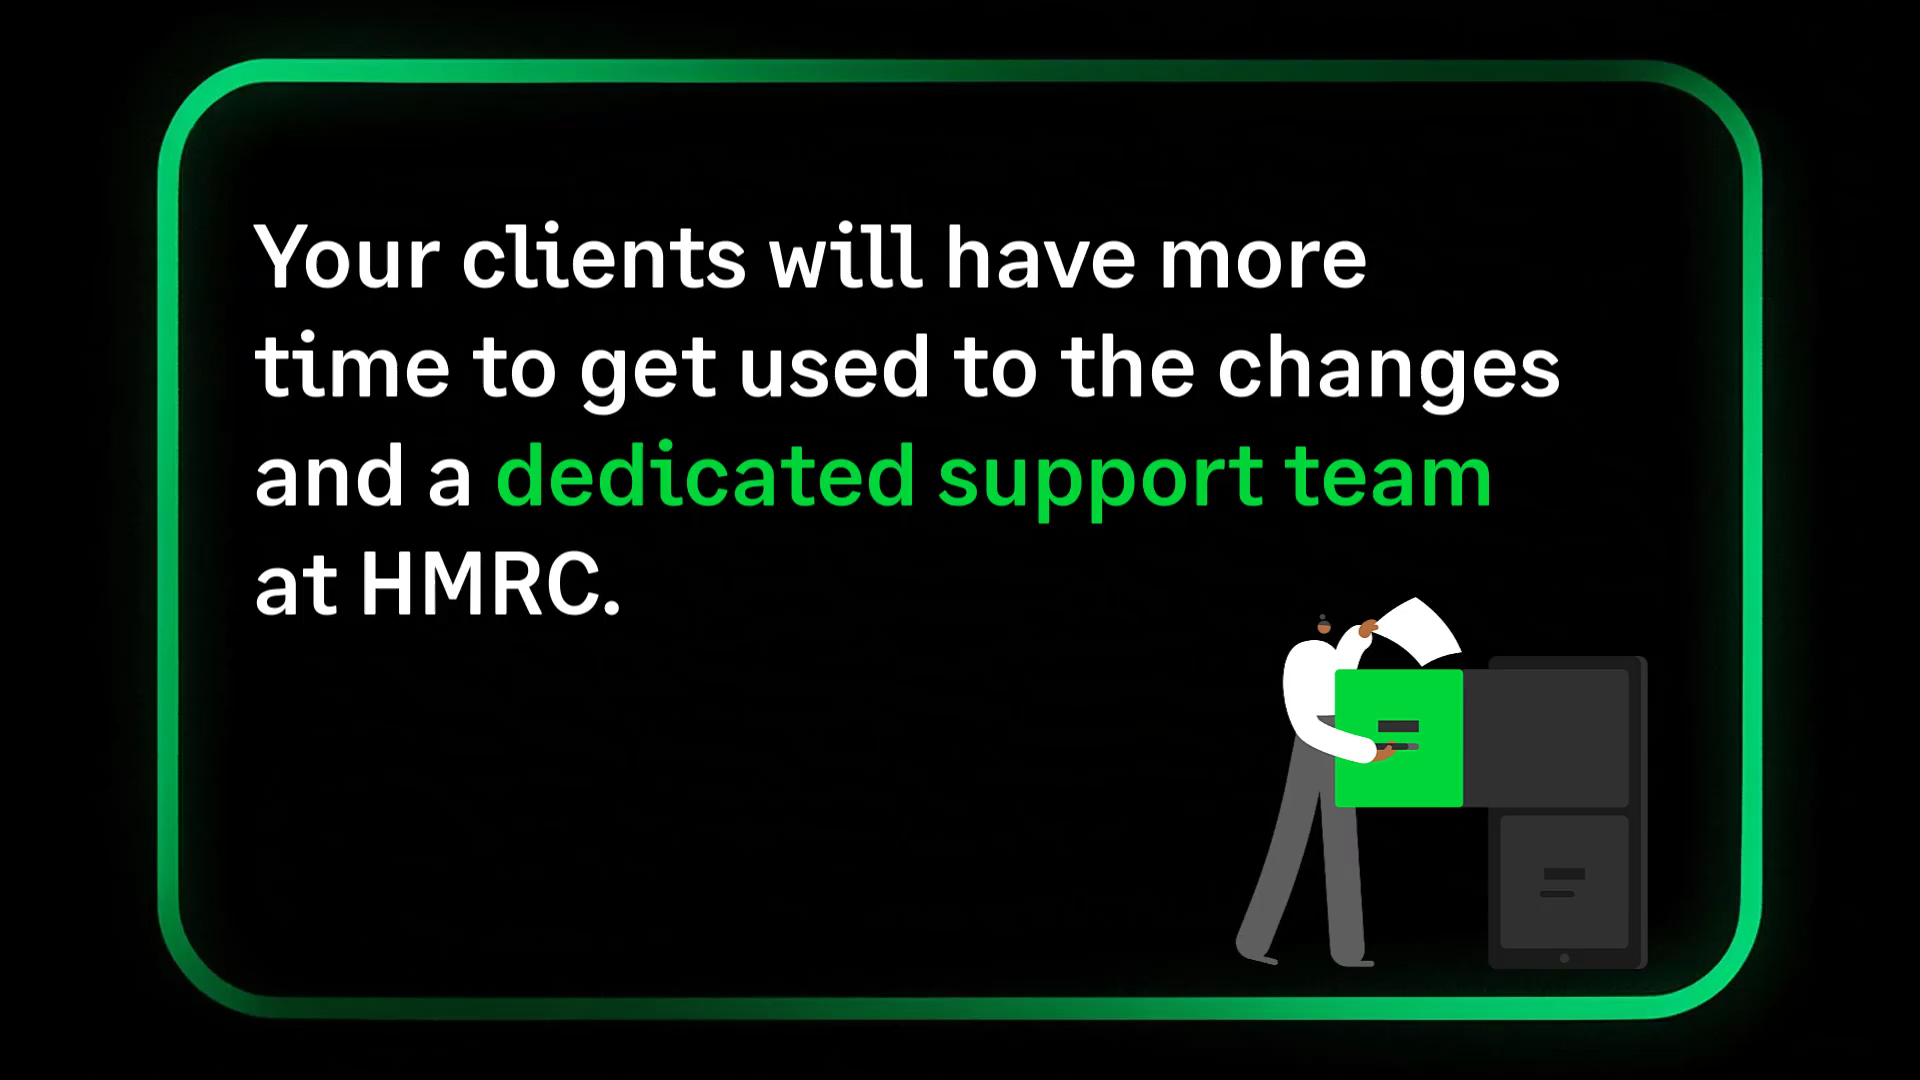 Your clients will have more
time to get used to the changes
and a dedicated support team
at HMRC.